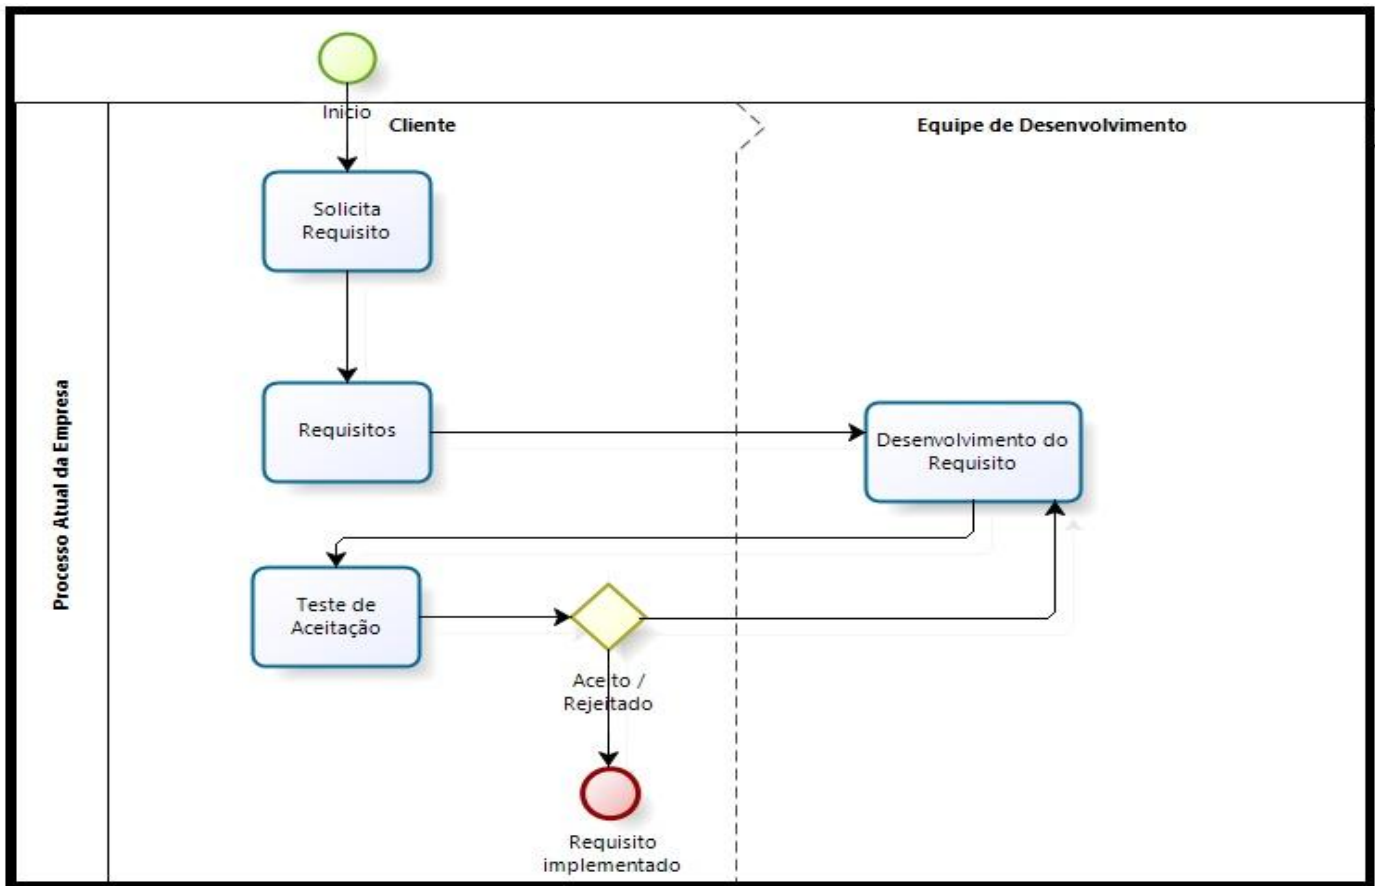 Inicio
Cliente
Equipe de Desenvolvimento
Processo Atual da Empresa
Solicita
Requisito
Requisitos
Desenvolvimento do
Requisito
Teste de
Aceitação
Aceito /
Rejeitado
Requisito
implementado